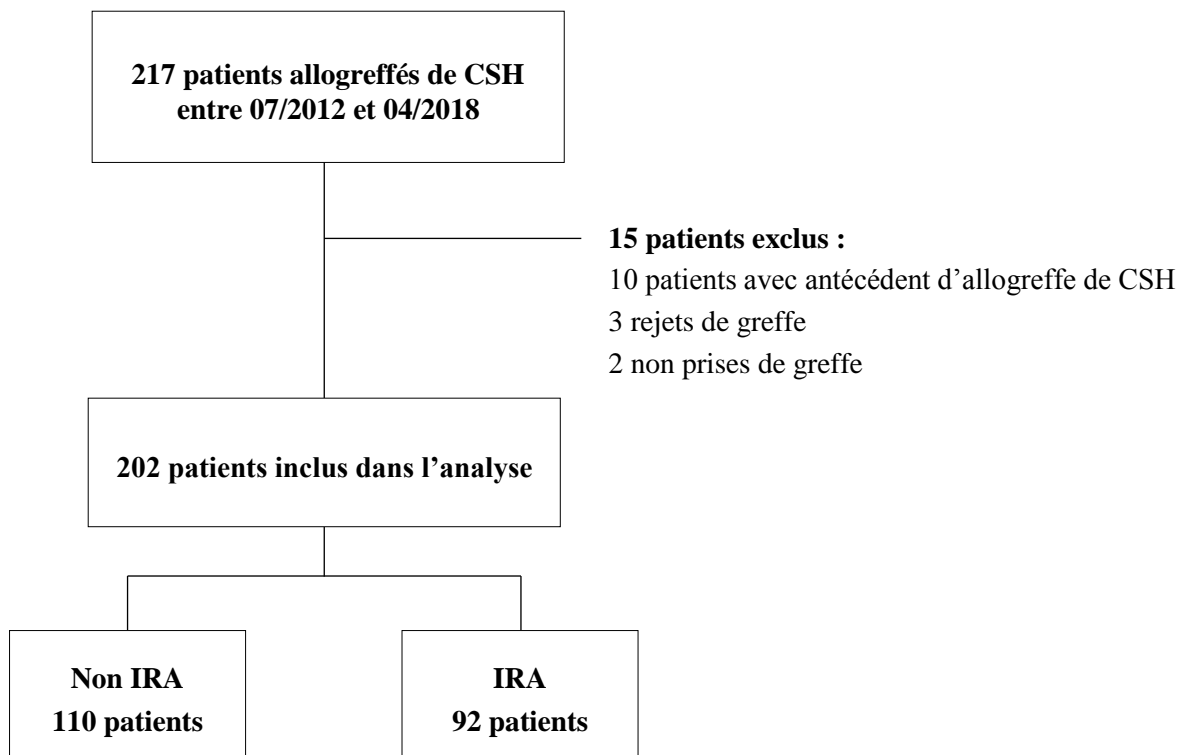 217 patients allogreffés de CSH
entre 07/2012 et 04/2018
15 patients exclus :
10 patients avec antécédent d’allogreffe de CSH
3 rejets de greffe
2 non prises de greffe
202 patients inclus dans l’analyse
Non IRA
110 patients
IRA
92 patients